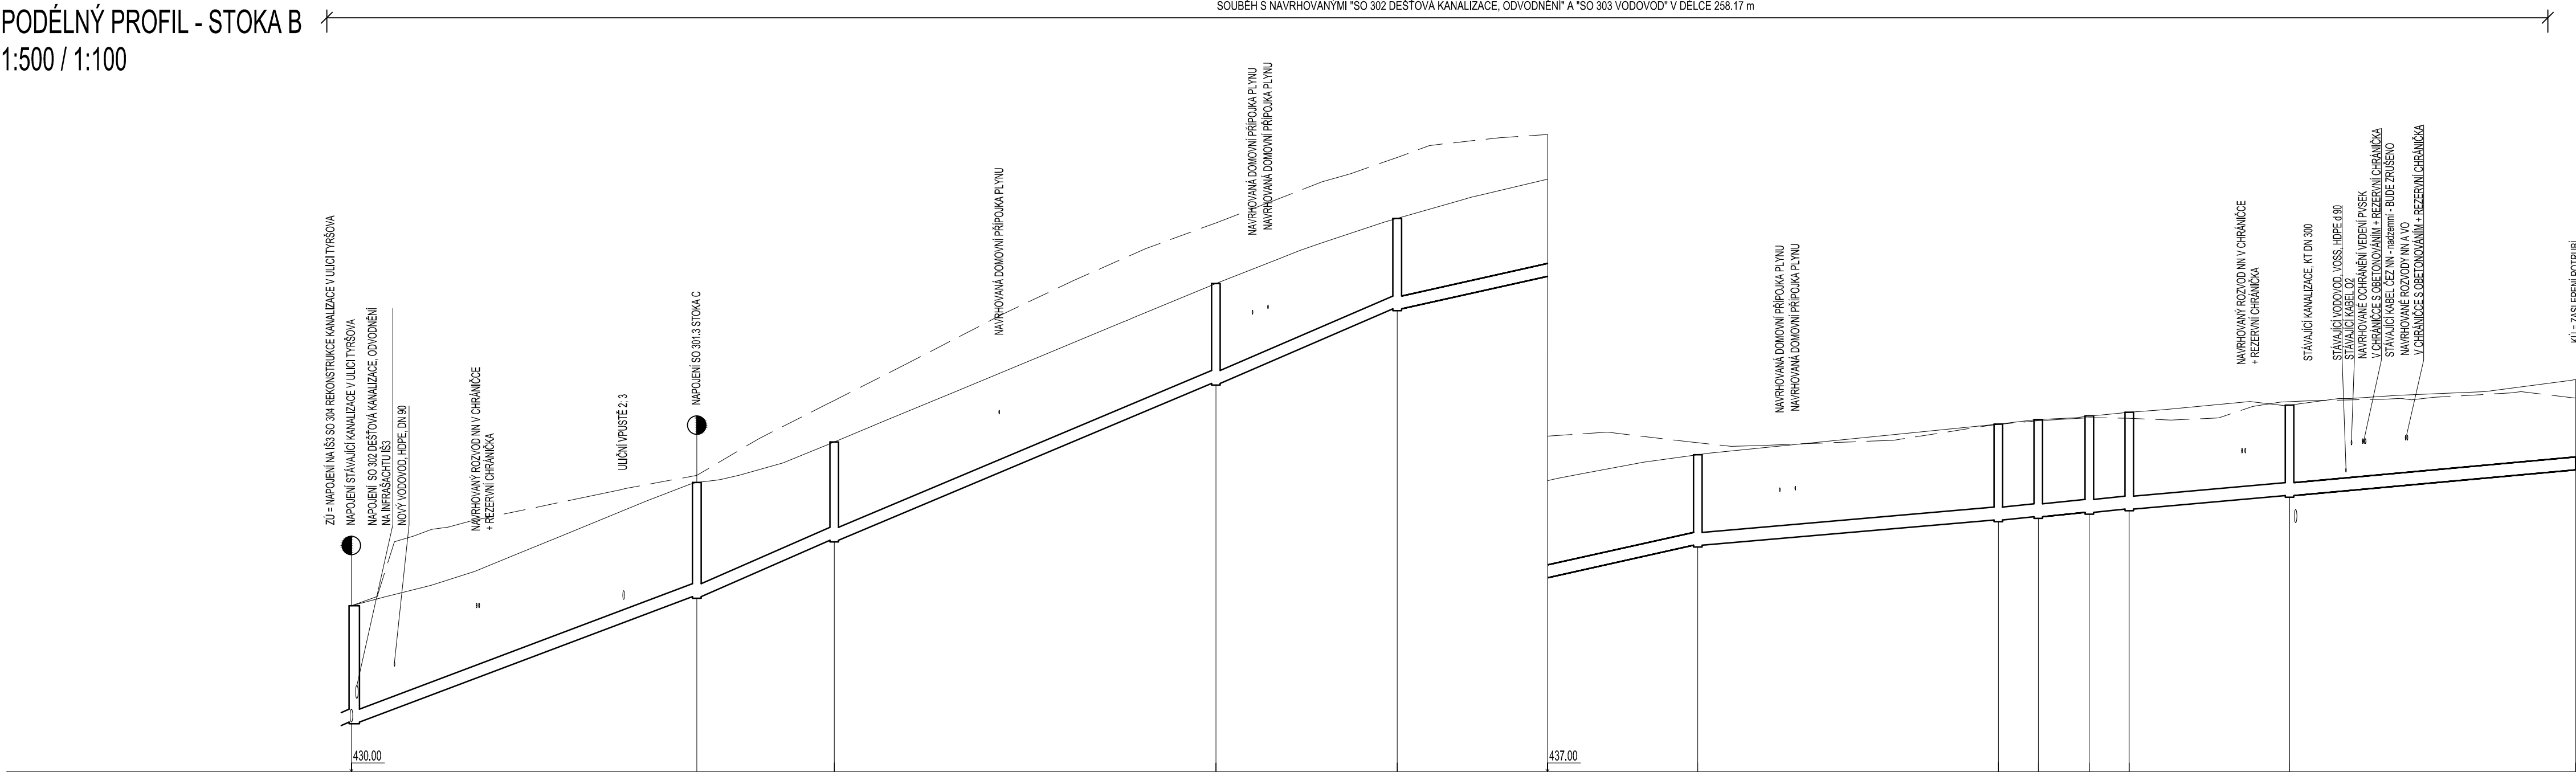 PODÉLNÝ PROFIL - STOKA B
1:500 / 1:100
SOUBĚH S NAVRHOVANÝMI "SO 302 DEŠŤOVÁ KANALIZACE, ODVODNĚNÍ" A "SO 303 VODOVOD" V DÉLCE 258.17 m
ZÚ = NAPOJENÍ NA IŠ3 SO 304 REKONSTRUKCE KANALIZACE V ULICI TYRŠOVA
NAPOJENÍ STÁVAJÍCÍ KANALIZACE V ULICI TYRŠOVA
NAPOJENÍ SO 302 DEŠŤOVÁ KANALIZACE, ODVODNĚNÍ
NA INFRAŠACHTU IŠ3
NOVÝ VODOVOD, HDPE, DN 90
NAVRHOVANÝ ROZVOD NN V CHRÁNIČCE
+ REZERVNÍ CHRÁNIČKA
ULIČNÍ VPUSTĚ 2; 3
NAPOJENÍ SO 301.3 STOKA C
NAVRHOVANÁ DOMOVNÍ PŘÍPOJKA PLYNU
NAVRHOVANÁ DOMOVNÍ PŘÍPOJKA PLYNU
NAVRHOVANÁ DOMOVNÍ PŘÍPOJKA PLYNU
NAVRHOVANÁ DOMOVNÍ PŘÍPOJKA PLYNU
NAVRHOVANÁ DOMOVNÍ PŘÍPOJKA PLYNU
NAVRHOVANÝ ROZVOD NN V CHRÁNIČCE
+ REZERVNÍ CHRÁNIČKA
STÁVAJÍCÍ KANALIZACE, KT DN 300
STÁVAJÍCÍ VODOVOD, VOSS, HDPE d 90
STÁVAJÍCÍ KABEL O2
NAVRHOVANÉ OCHRÁNĚNÍ VEDENÍ PVSEK
V CHRÁNIČCE S OBETONOVÁNÍM + REZERVNÍ CHRÁNIČKA
STÁVAJÍCÍ KABEL ČEZ NN - nadzemní - BUDE ZRUŠENO
NAVRHOVANÉ ROZVODY NN A VO
V CHRÁNIČCE S OBETONOVÁNÍM + REZERVNÍ CHRÁNIČKA
430.00
437.00